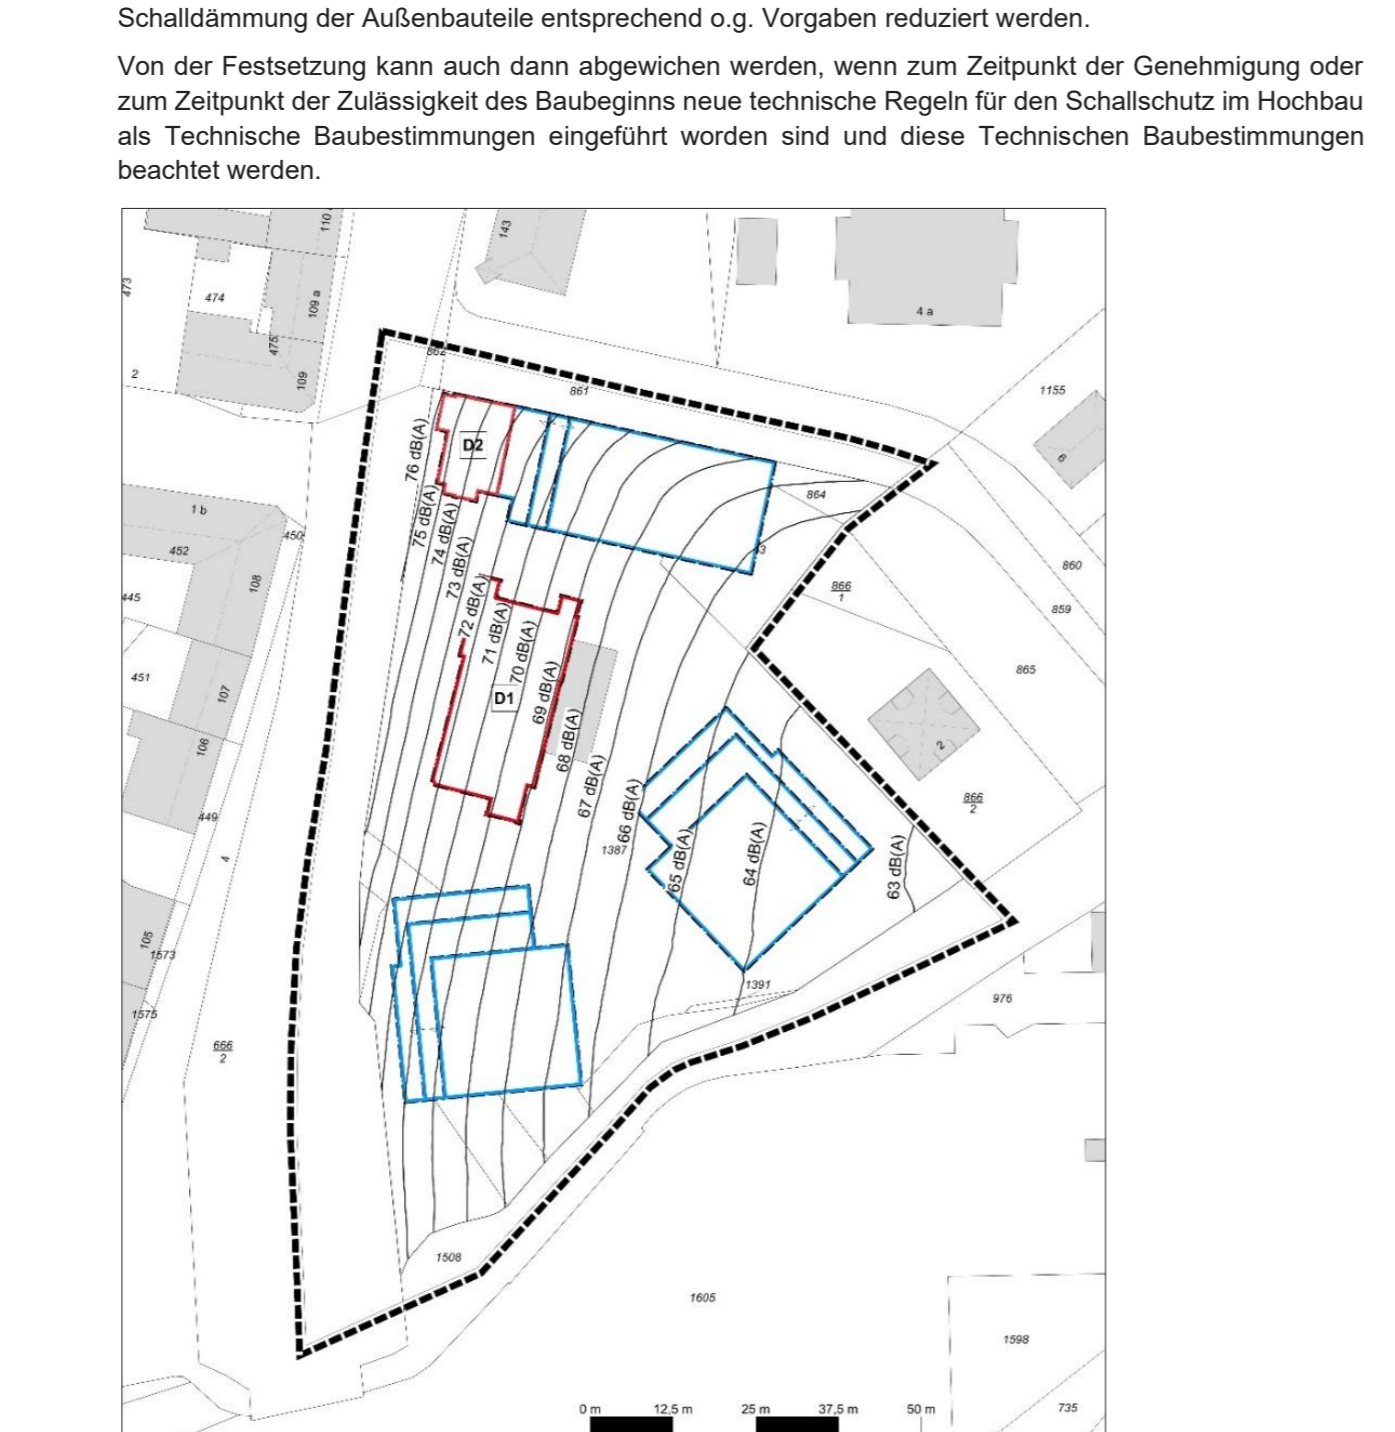 Schalldämmung der Außenbauteile entsprechend o.g. Vorgaben reduziert werden.
Von der Festsetzung kann auch dann abgewichen werden, wenn zum Zeitpunkt der Genehmigung oder
zum Zeitpunkt der Zulässigkeit des Baubeginns neue technische Regeln für den Schallschutz im Hochbau
als Technische Baubestimmungen eingeführt worden sind und diese Technischen Baubestimmungen
beachtet werden.
110
143
473
474
109 a
4 a
475
862
2
109
861
1155
6
76 dB(A)
D2
864
75 dB(A)
1 b
74 dB(A)
450
452
73 dB(A)
860
108
866
1
445
72 dB(A)
859
71 dB(A)
70 dB(A)
865
451
107
69 dB(A)
D1
106
68 dB(A)
2
67 dB(A)
866
2
66 dB(A)
449
1387
4
65 dB(A)
64 dB(A)
63 dB(A)
105
1573
1391
976
1575
666
2
1508
1605
1598
735
0 m 12,5 m 25 m 37,5 m 50 m